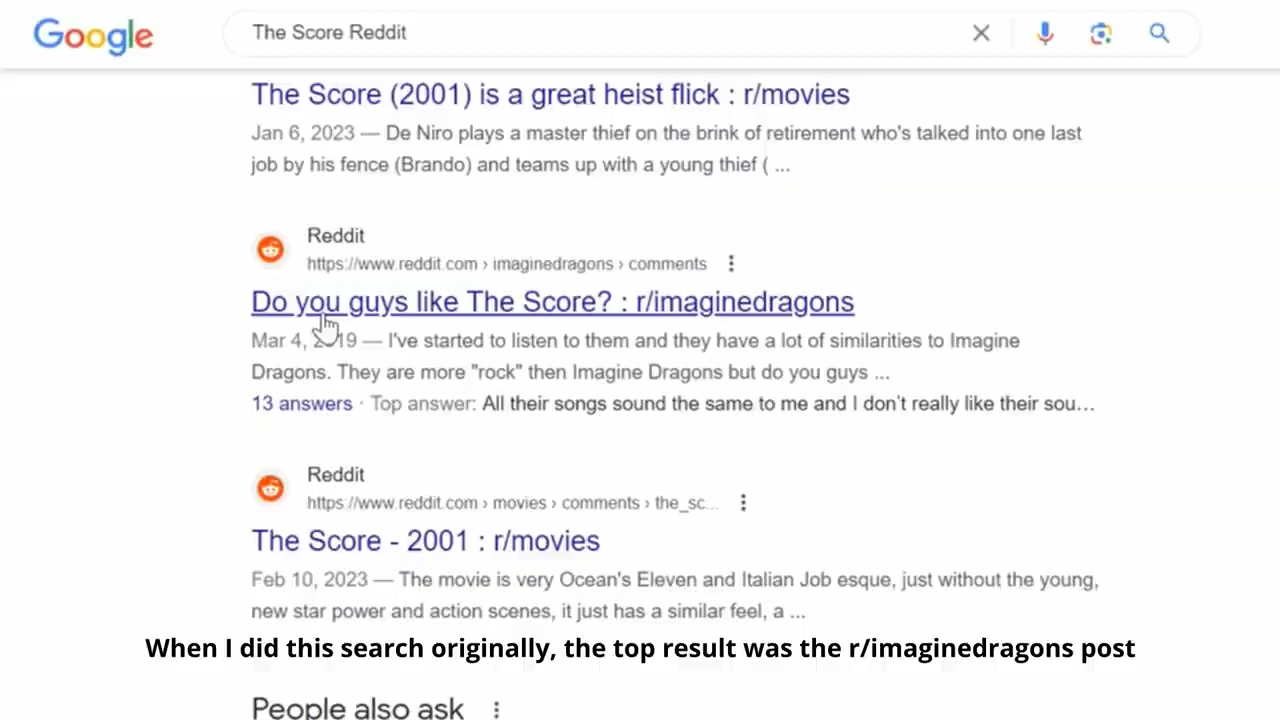 Google
The Score Reddit
The Score (2001) is a great heist flick : r/movies
Jan 6, 2023 — De Niro plays a master thief on the brink of retirement who's talked into one last
job by his fence (Brando) and teams up with a young thief ( ...
Reddit
https://www.reddit.com › imaginedragons › comments
Do you guys like The Score? : r/imaginedragons
Mar 4, 2019 — I've started to listen to them and they have a lot of similarities to Imagine
Dragons. They are more "rock" then Imagine Dragons but do you guys ...
13 answers · Top answer: All their songs sound the same to me and I don't really like their sou...
Reddit
https://www.reddit.com › movies › comments › the_sc...
The Score - 2001 : r/movies
Feb 10, 2023 — The movie is very Ocean's Eleven and Italian Job esque, just without the young,
new star power and action scenes, it just has a similar feel, a ...
When I did this search originally, the top result was the r/imaginedragons post
People also ask